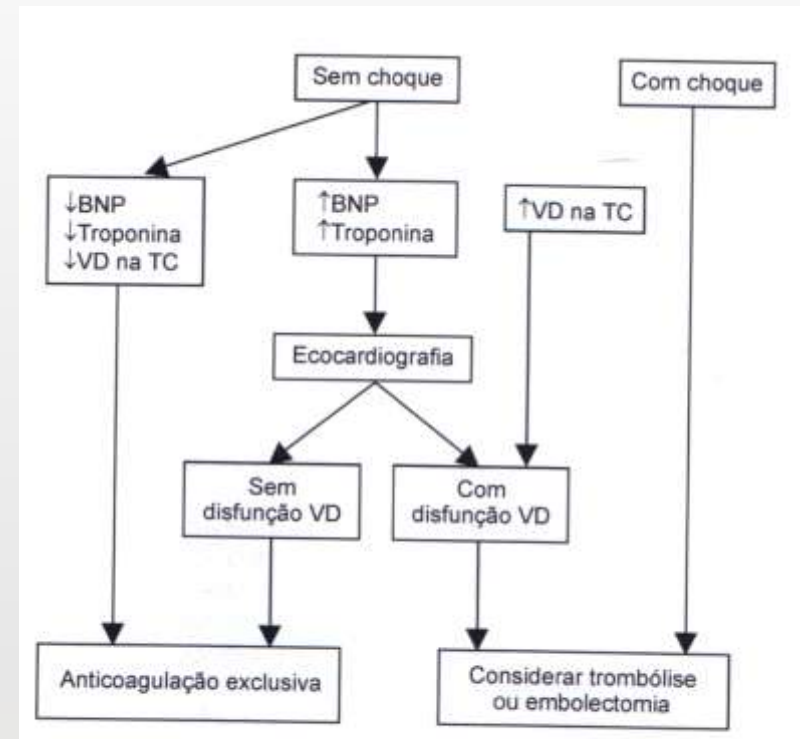 Sem choque
Com choque
↓BNP
↓Troponina
↓VD na TC
↑BNP
↑Troponina
↑VD na TC
Ecocardiografia
Sem
disfunção VD
Com
disfunção VD
Anticoagulação exclusiva
Considerar trombólise
ou embolectomia